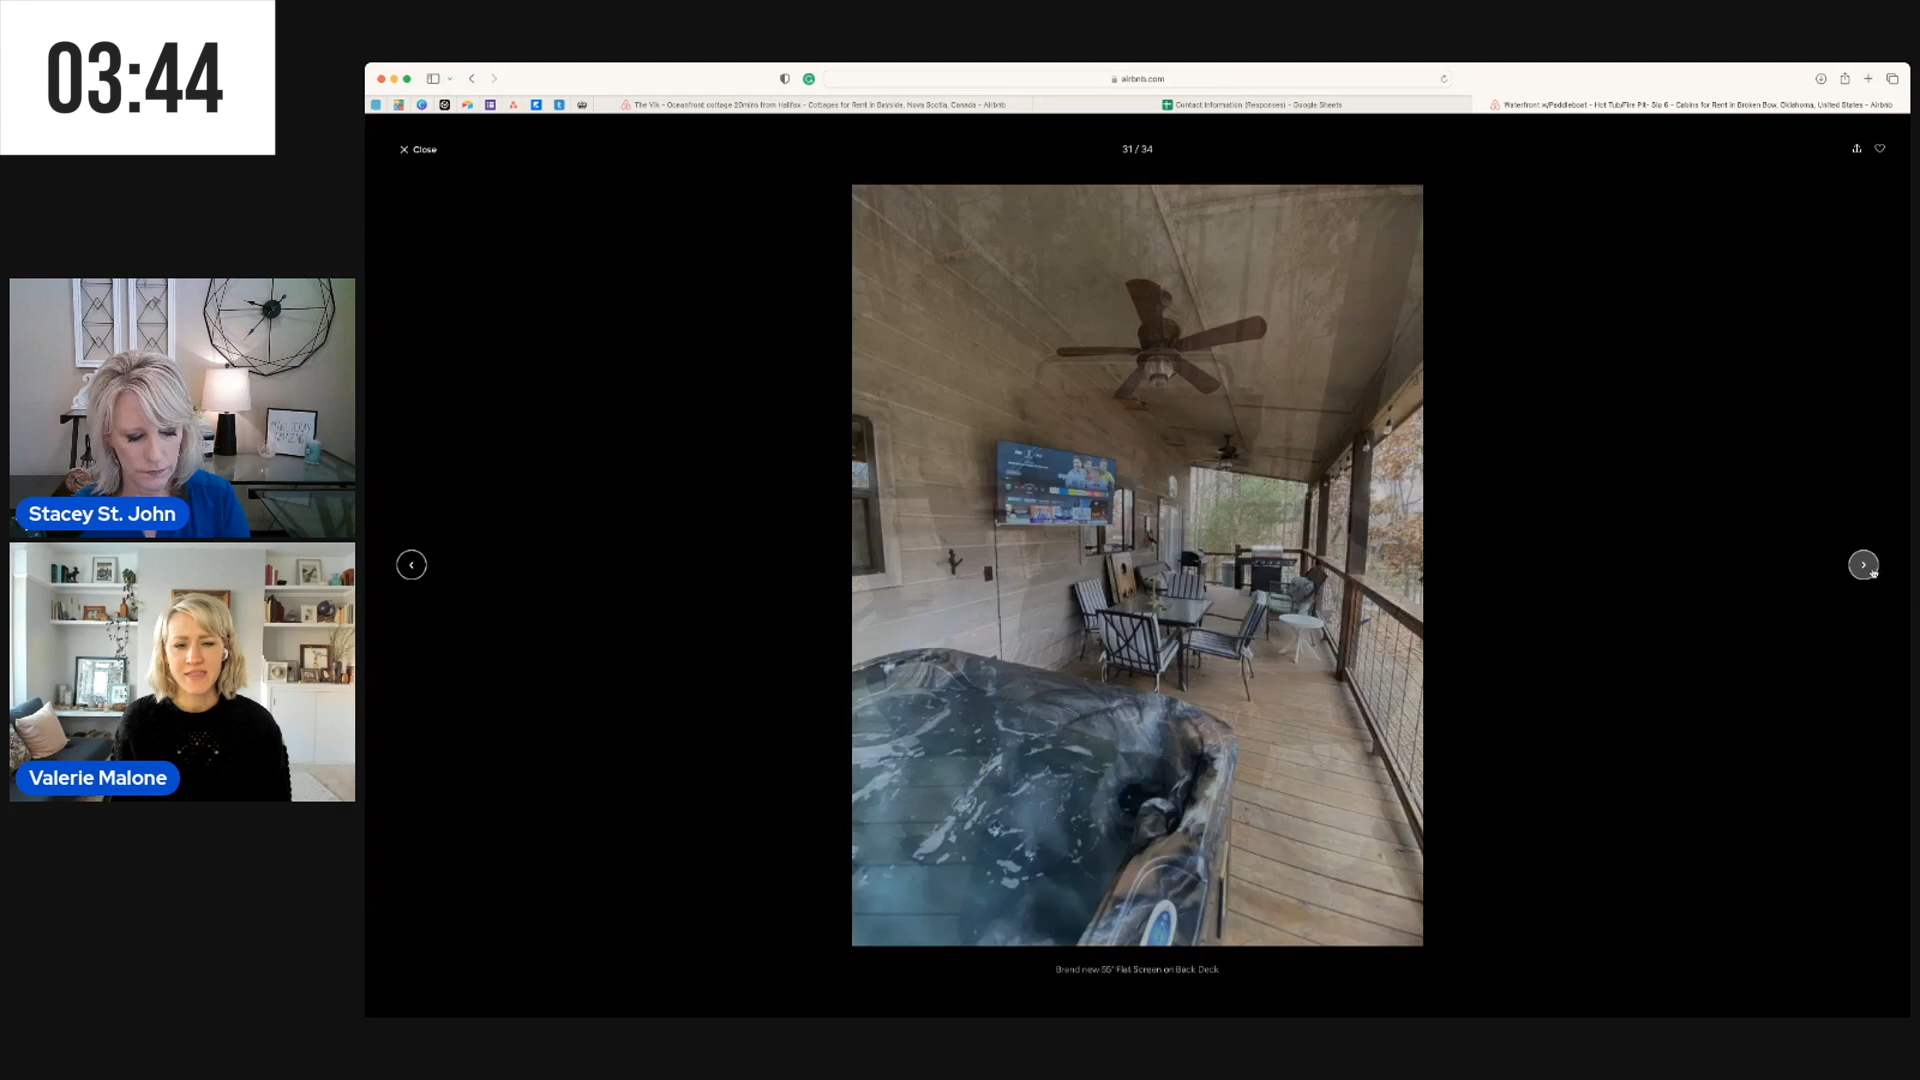 03:44
airbnb.com
The Vik - Oceanfront cottage 20mins from Halifax - Cottages for Rent in Bayside, Nova Scotia, Canada - Airbnb
Contact Information (Responses) - Google Sheets
Waterfront w/Paddleboat - Hot Tub/Fire Pit- Slp 6 - Cabins for Rent in Broken Bow, Oklahoma, United States - Airbnb
Close
31 / 34
Stacey St. John
Valerie Malone
Brand new 55" Flat Screen on Back Deck